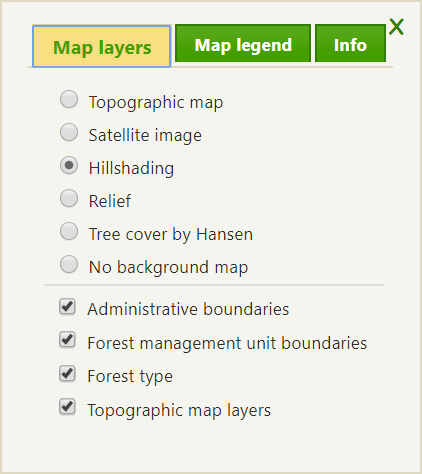 Map layers Map legend Info X
Topographic map
Satellite image
Hillshading
Relief
Tree cover by Hansen
No background map
Administrative boundaries
Forest management unit boundaries
Forest type
Topographic map layers